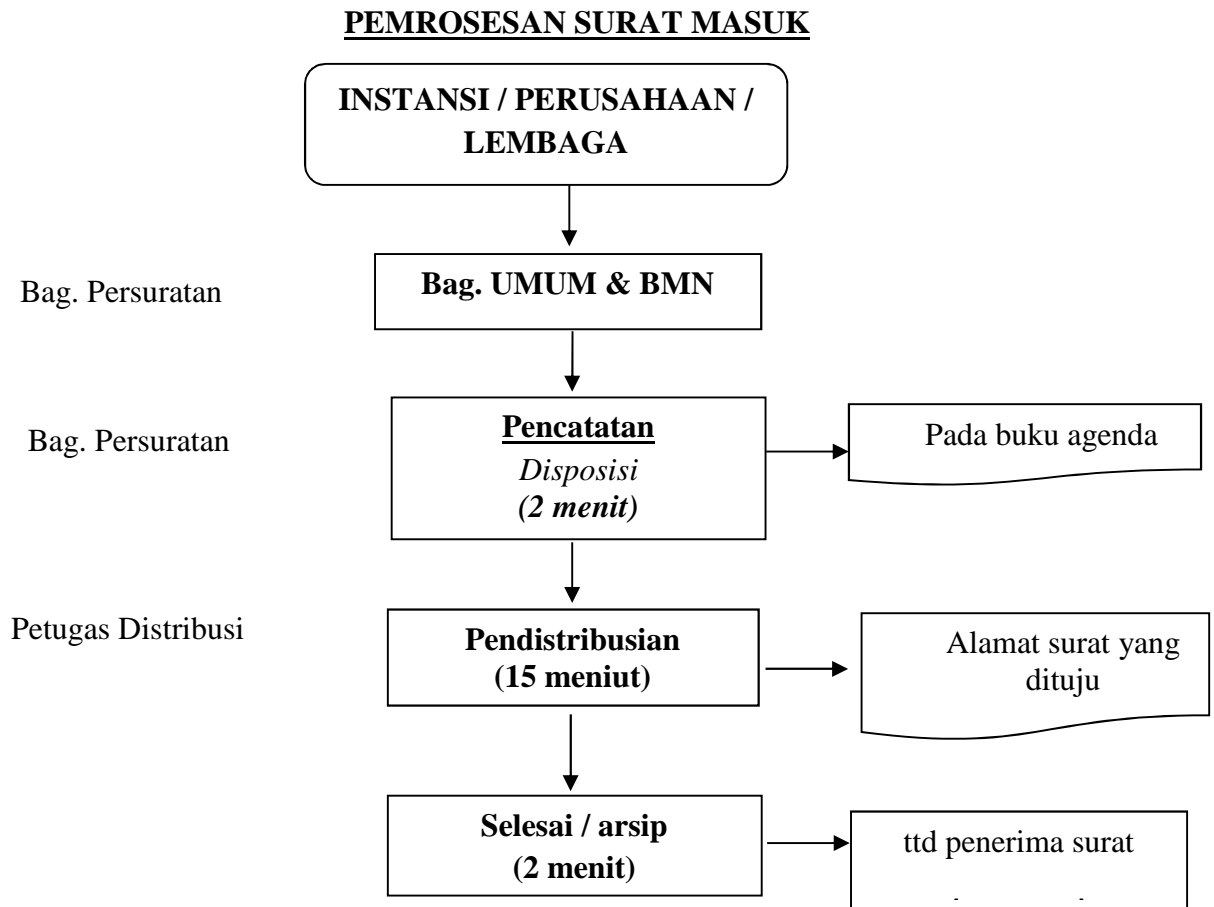 PEMROSESAN SURAT MASUK
INSTANSI / PERUSAHAAN /
LEMBAGA
Bag. Persuratan
Bag. UMUM & BMN
Bag. Persuratan
Pencatatan
Disposisi
(2 menit)
Pada buku agenda
Petugas Distribusi
Pendistribusian
(15 meniut)
Alamat surat yang
dituju
Selesai / arsip
(2 menit)
ttd penerima surat